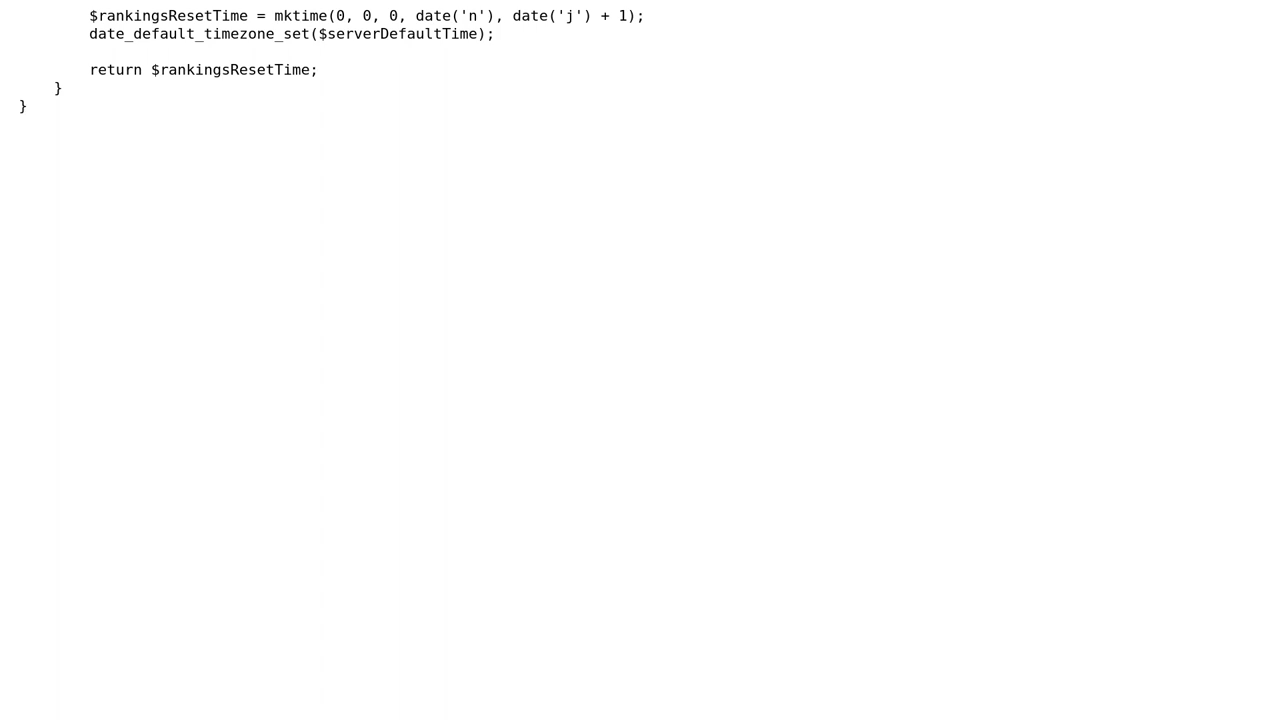 $rankingsResetTime = mktime(0, 0, 0, date('n'), date('j') + 1);
        date_default_timezone_set($serverDefaultTime);

        return $rankingsResetTime;
    }
}